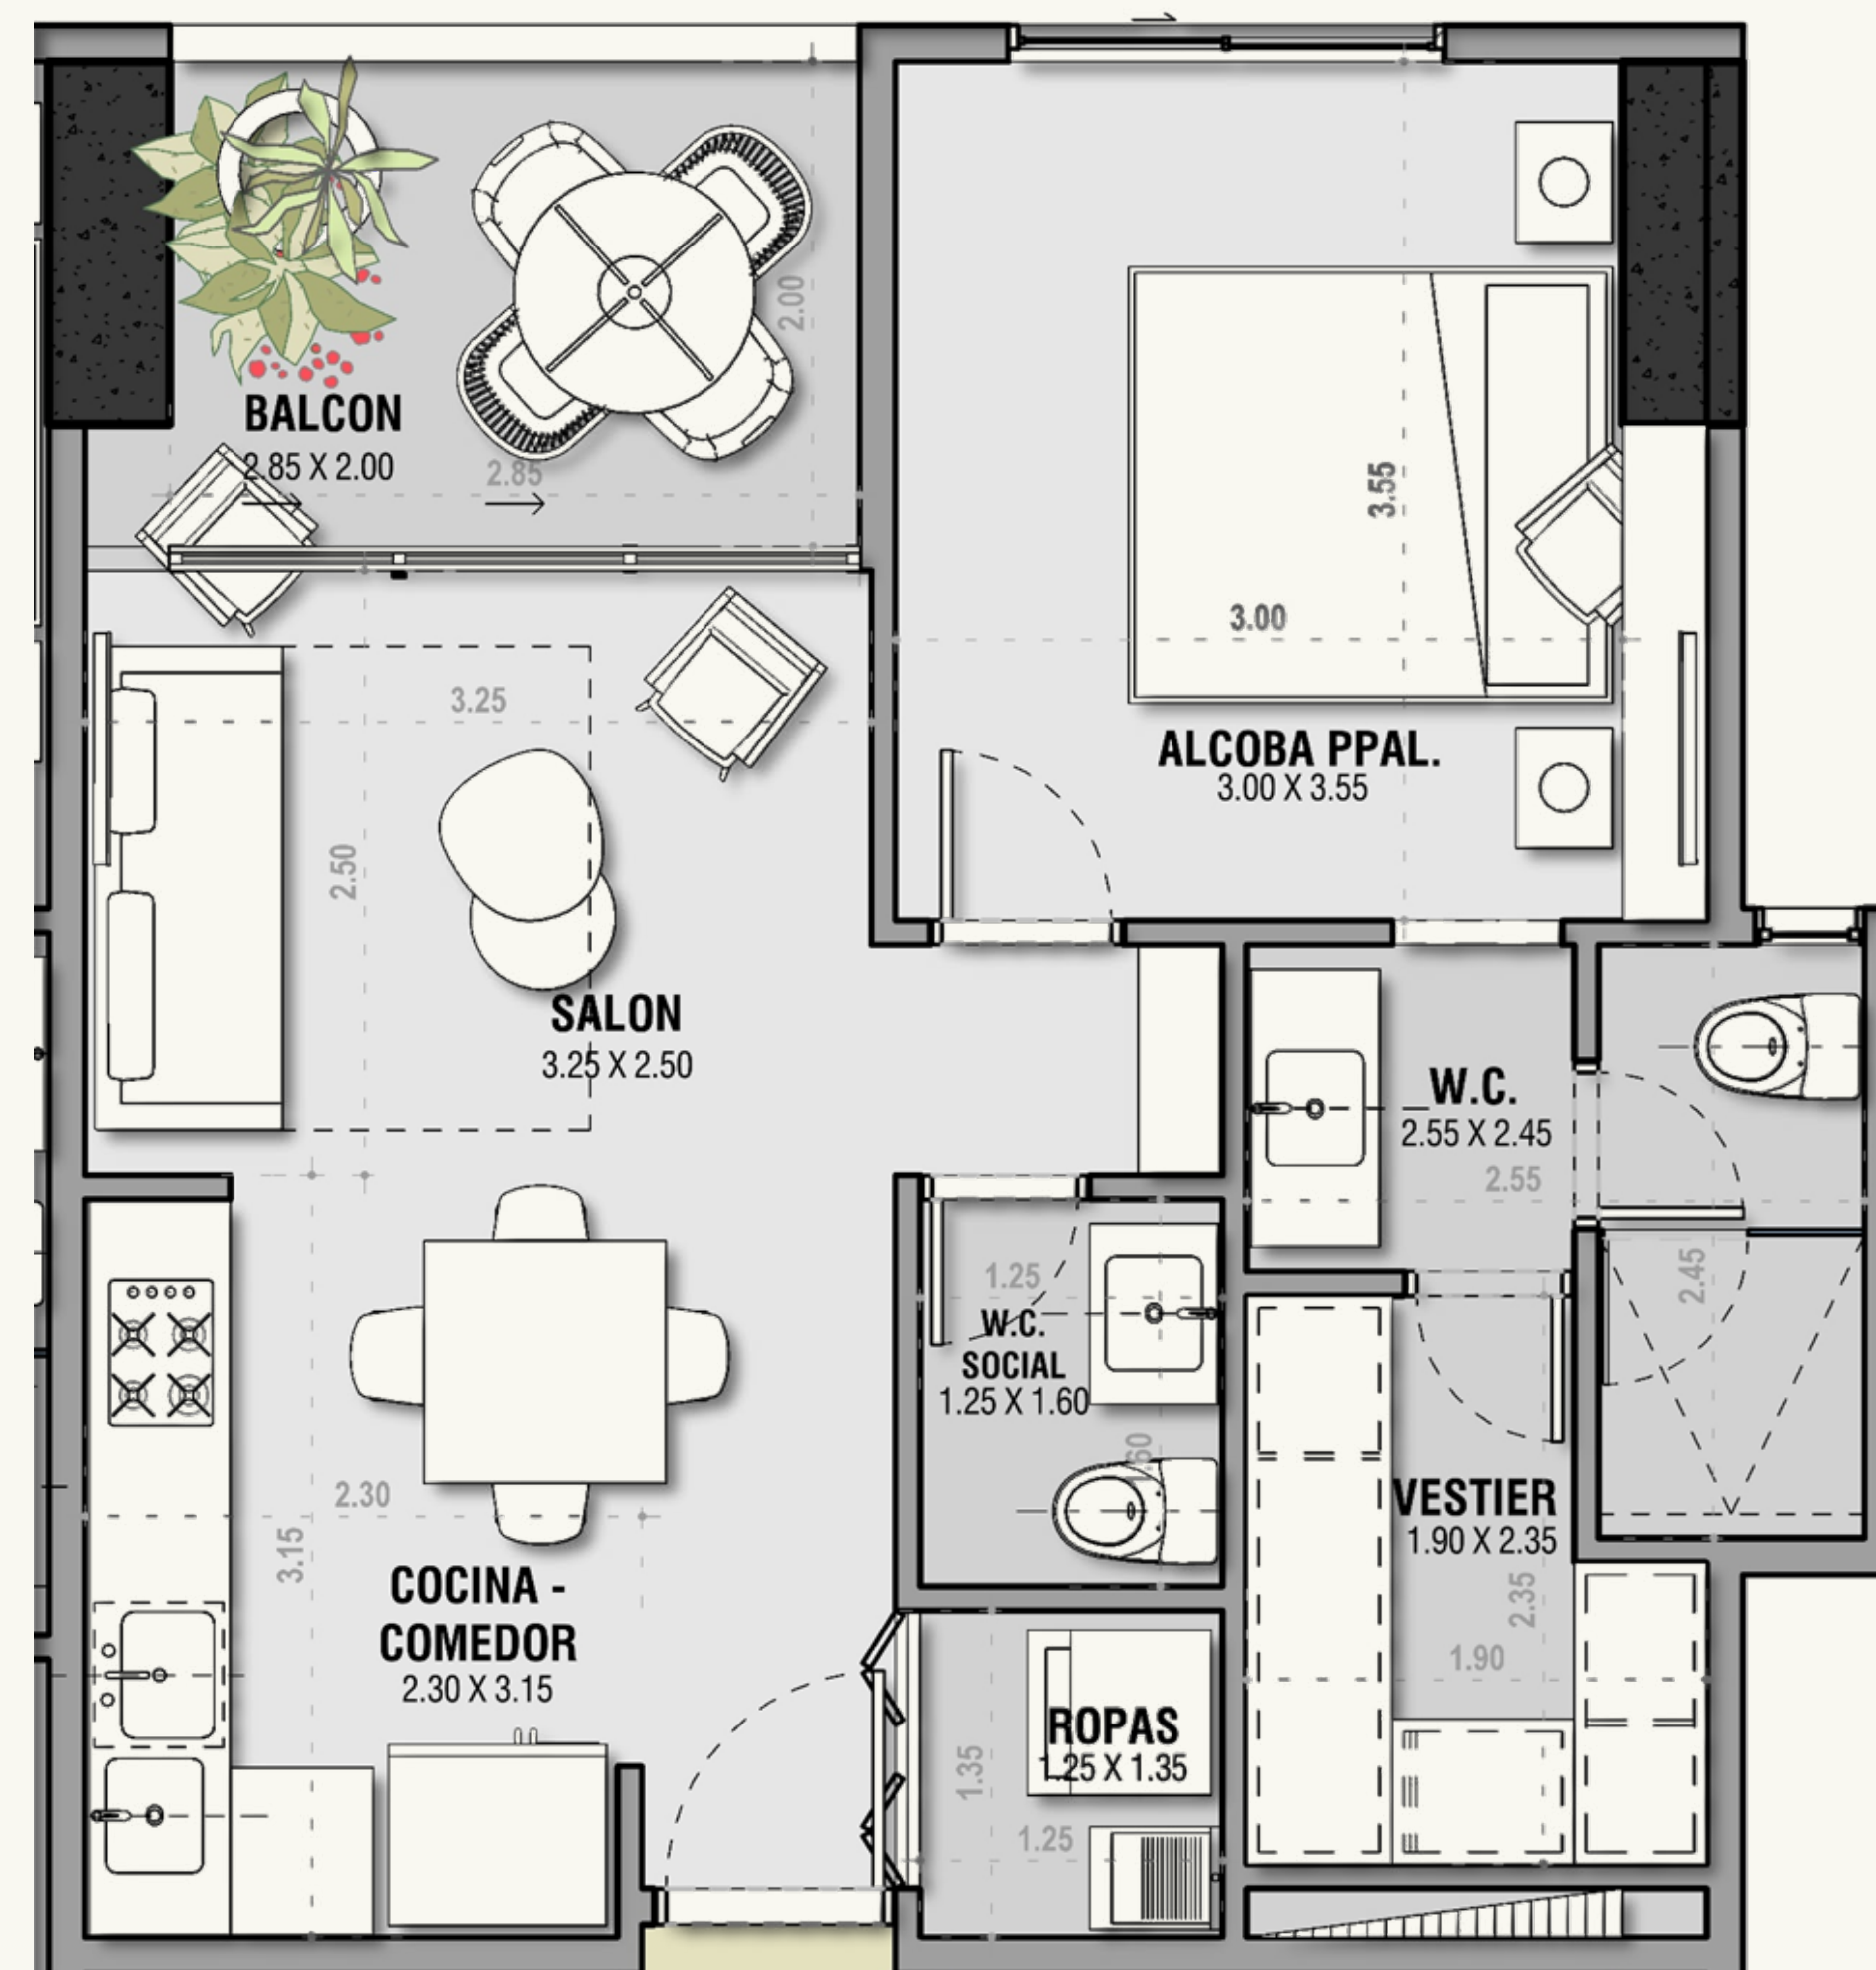 2.00
BALCON
2.85 X 2.00
2.85
3.55
3.00
3.25
ALCOBA PPAL.
3.00 X 3.55
2.50
SALON
3.25 X 2.50
W.C.
2.55 X 2.45
2.55
2.45
1.25
W.C.
SOCIAL
1.25 X 1.60
2.30
3.15
VESTIER
1.90 X 2.35
2.35
1.90
COCINA -
COMEDOR
2.30 X 3.15
ROPAS
1.25 X 1.35
1.35
1.25